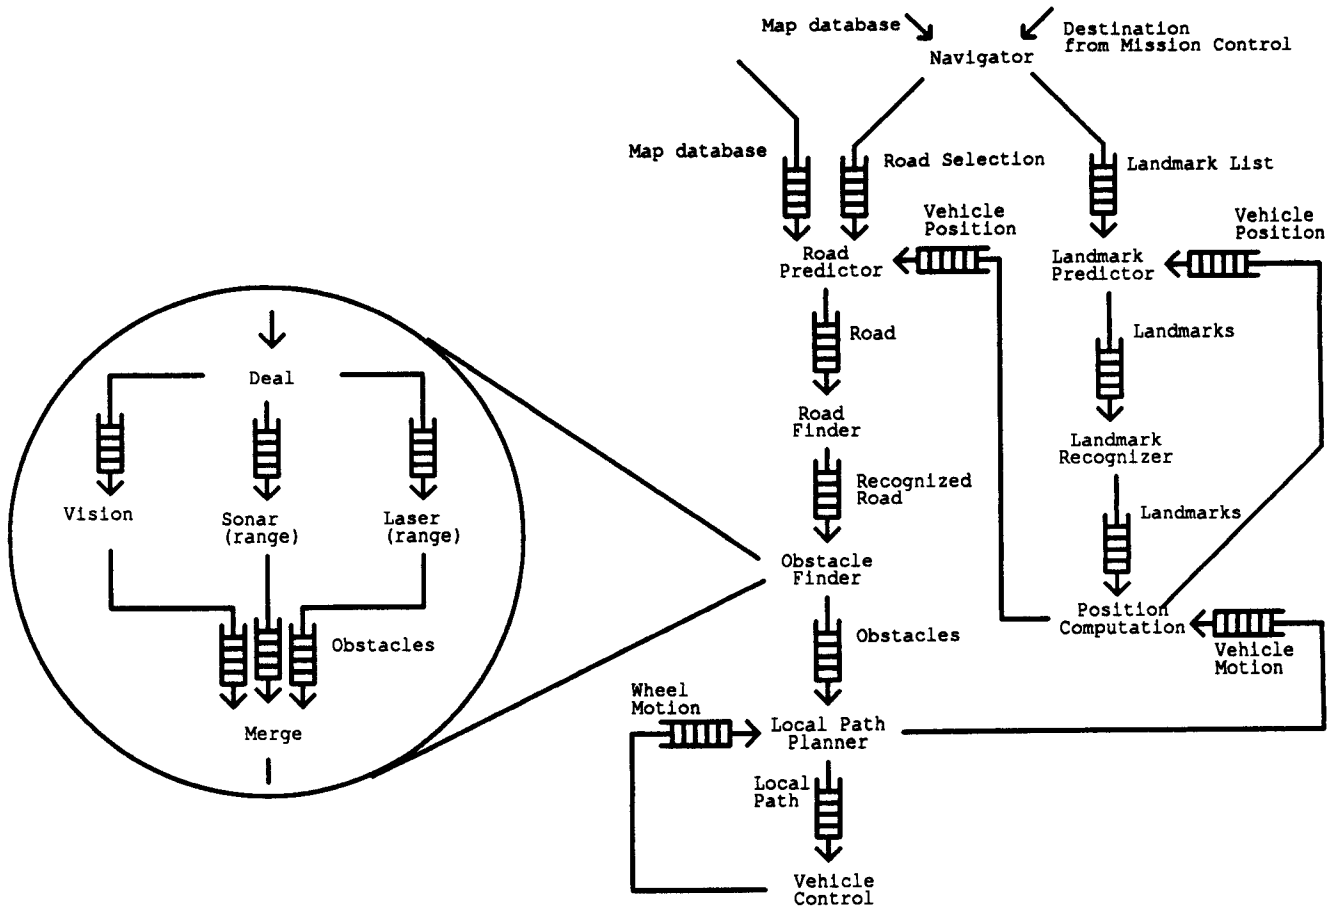 Map database
Destination
from Mission Control
Navigator
Map database
Road Selection
Landmark List
Vehicle
Position
Vehicle
Position
Road
Predictor
Landmark
Predictor
Road
Landmarks
Road
Finder
Landmark
Recognizer
Recognized
Road
Landmarks
Obstacle
Finder
Position
Computation
Obstacles
Vehicle
Motion
Wheel
Motion
Local Path
Planner
Local
Path
Vehicle
Control
Deal
Vision
Sonar
(range)
Laser
(range)
Obstacles
Merge